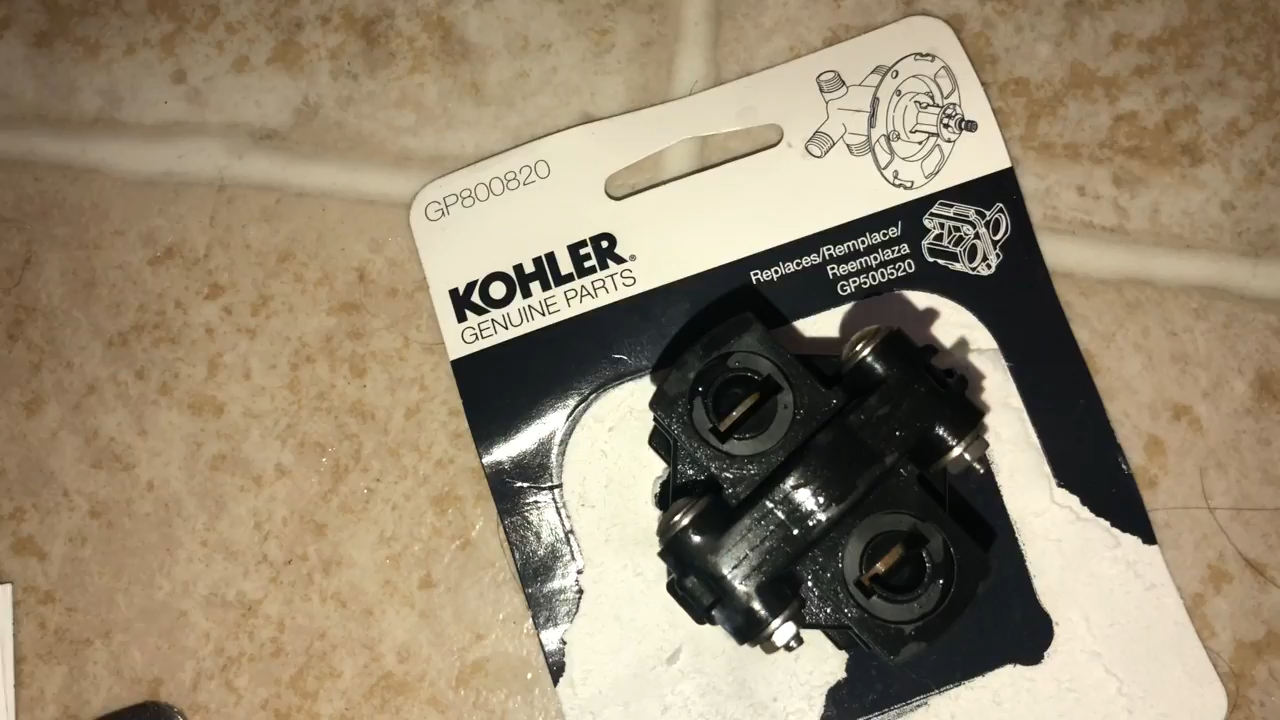 GP800820
KOHLER®
GENUINE PARTS
Replaces/Remplace/
Reemplaza
GP500520